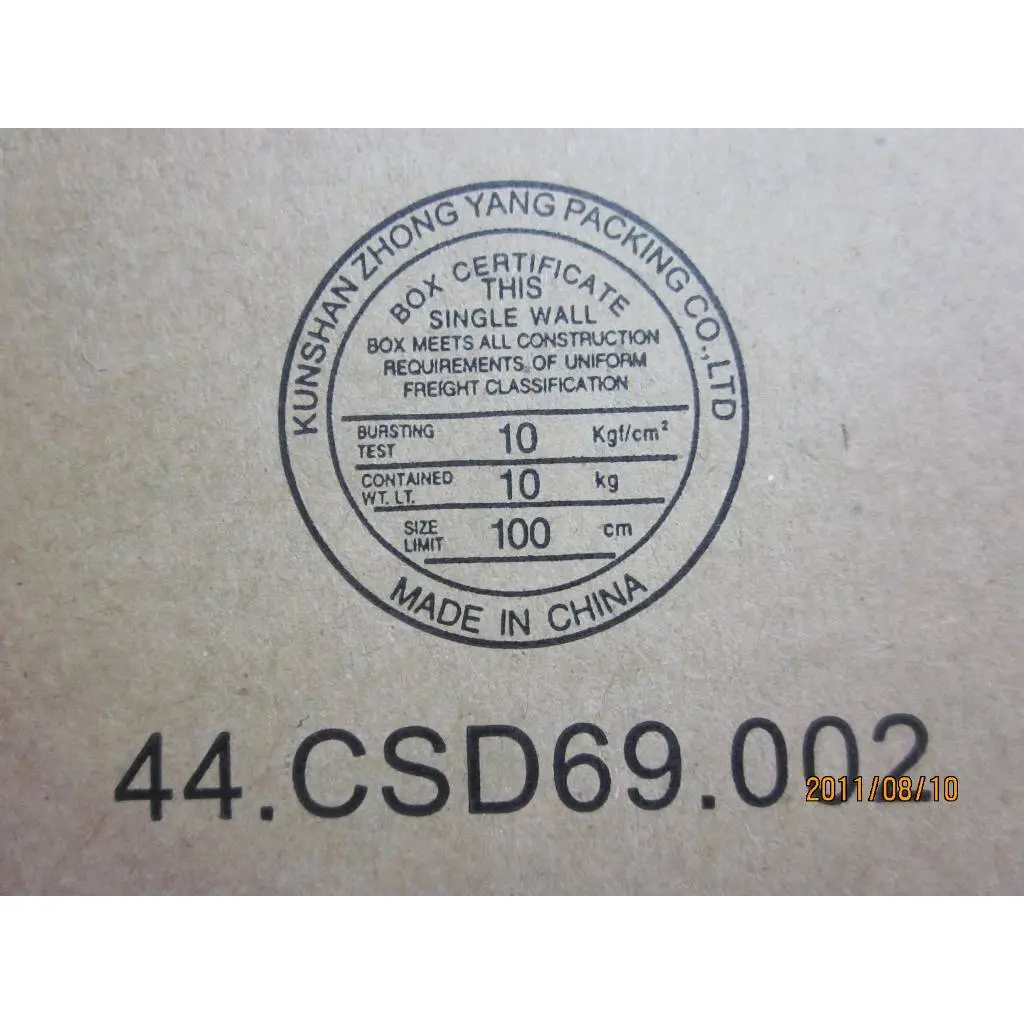 KUNSHAN ZHONG YANG PACKING CO.,LTD
BOX CERTIFICATE
THIS
SINGLE WALL
BOX MEETS ALL CONSTRUCTION
REQUIREMENTS OF UNIFORM
FREIGHT CLASSIFICATION
BURSTING TEST 10 Kgf/cm²
CONTAINED WT. LT. 10 kg
SIZE LIMIT 100 cm
MADE IN CHINA
44.CSD69.002
2011/08/10